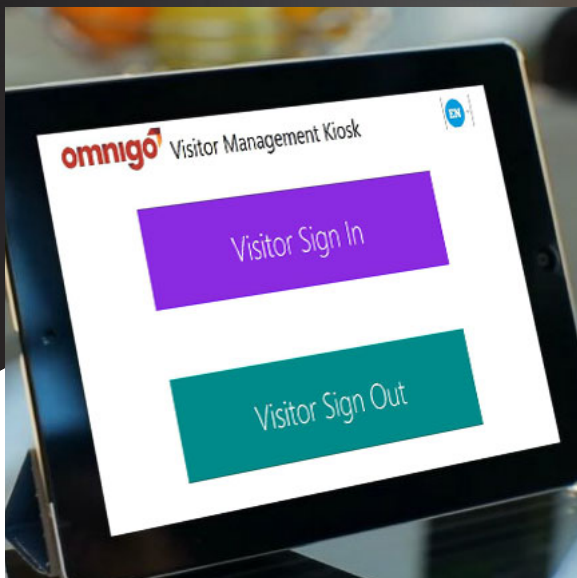 omnigo Visitor Management Kiosk
EN
Visitor Sign In
Visitor Sign Out